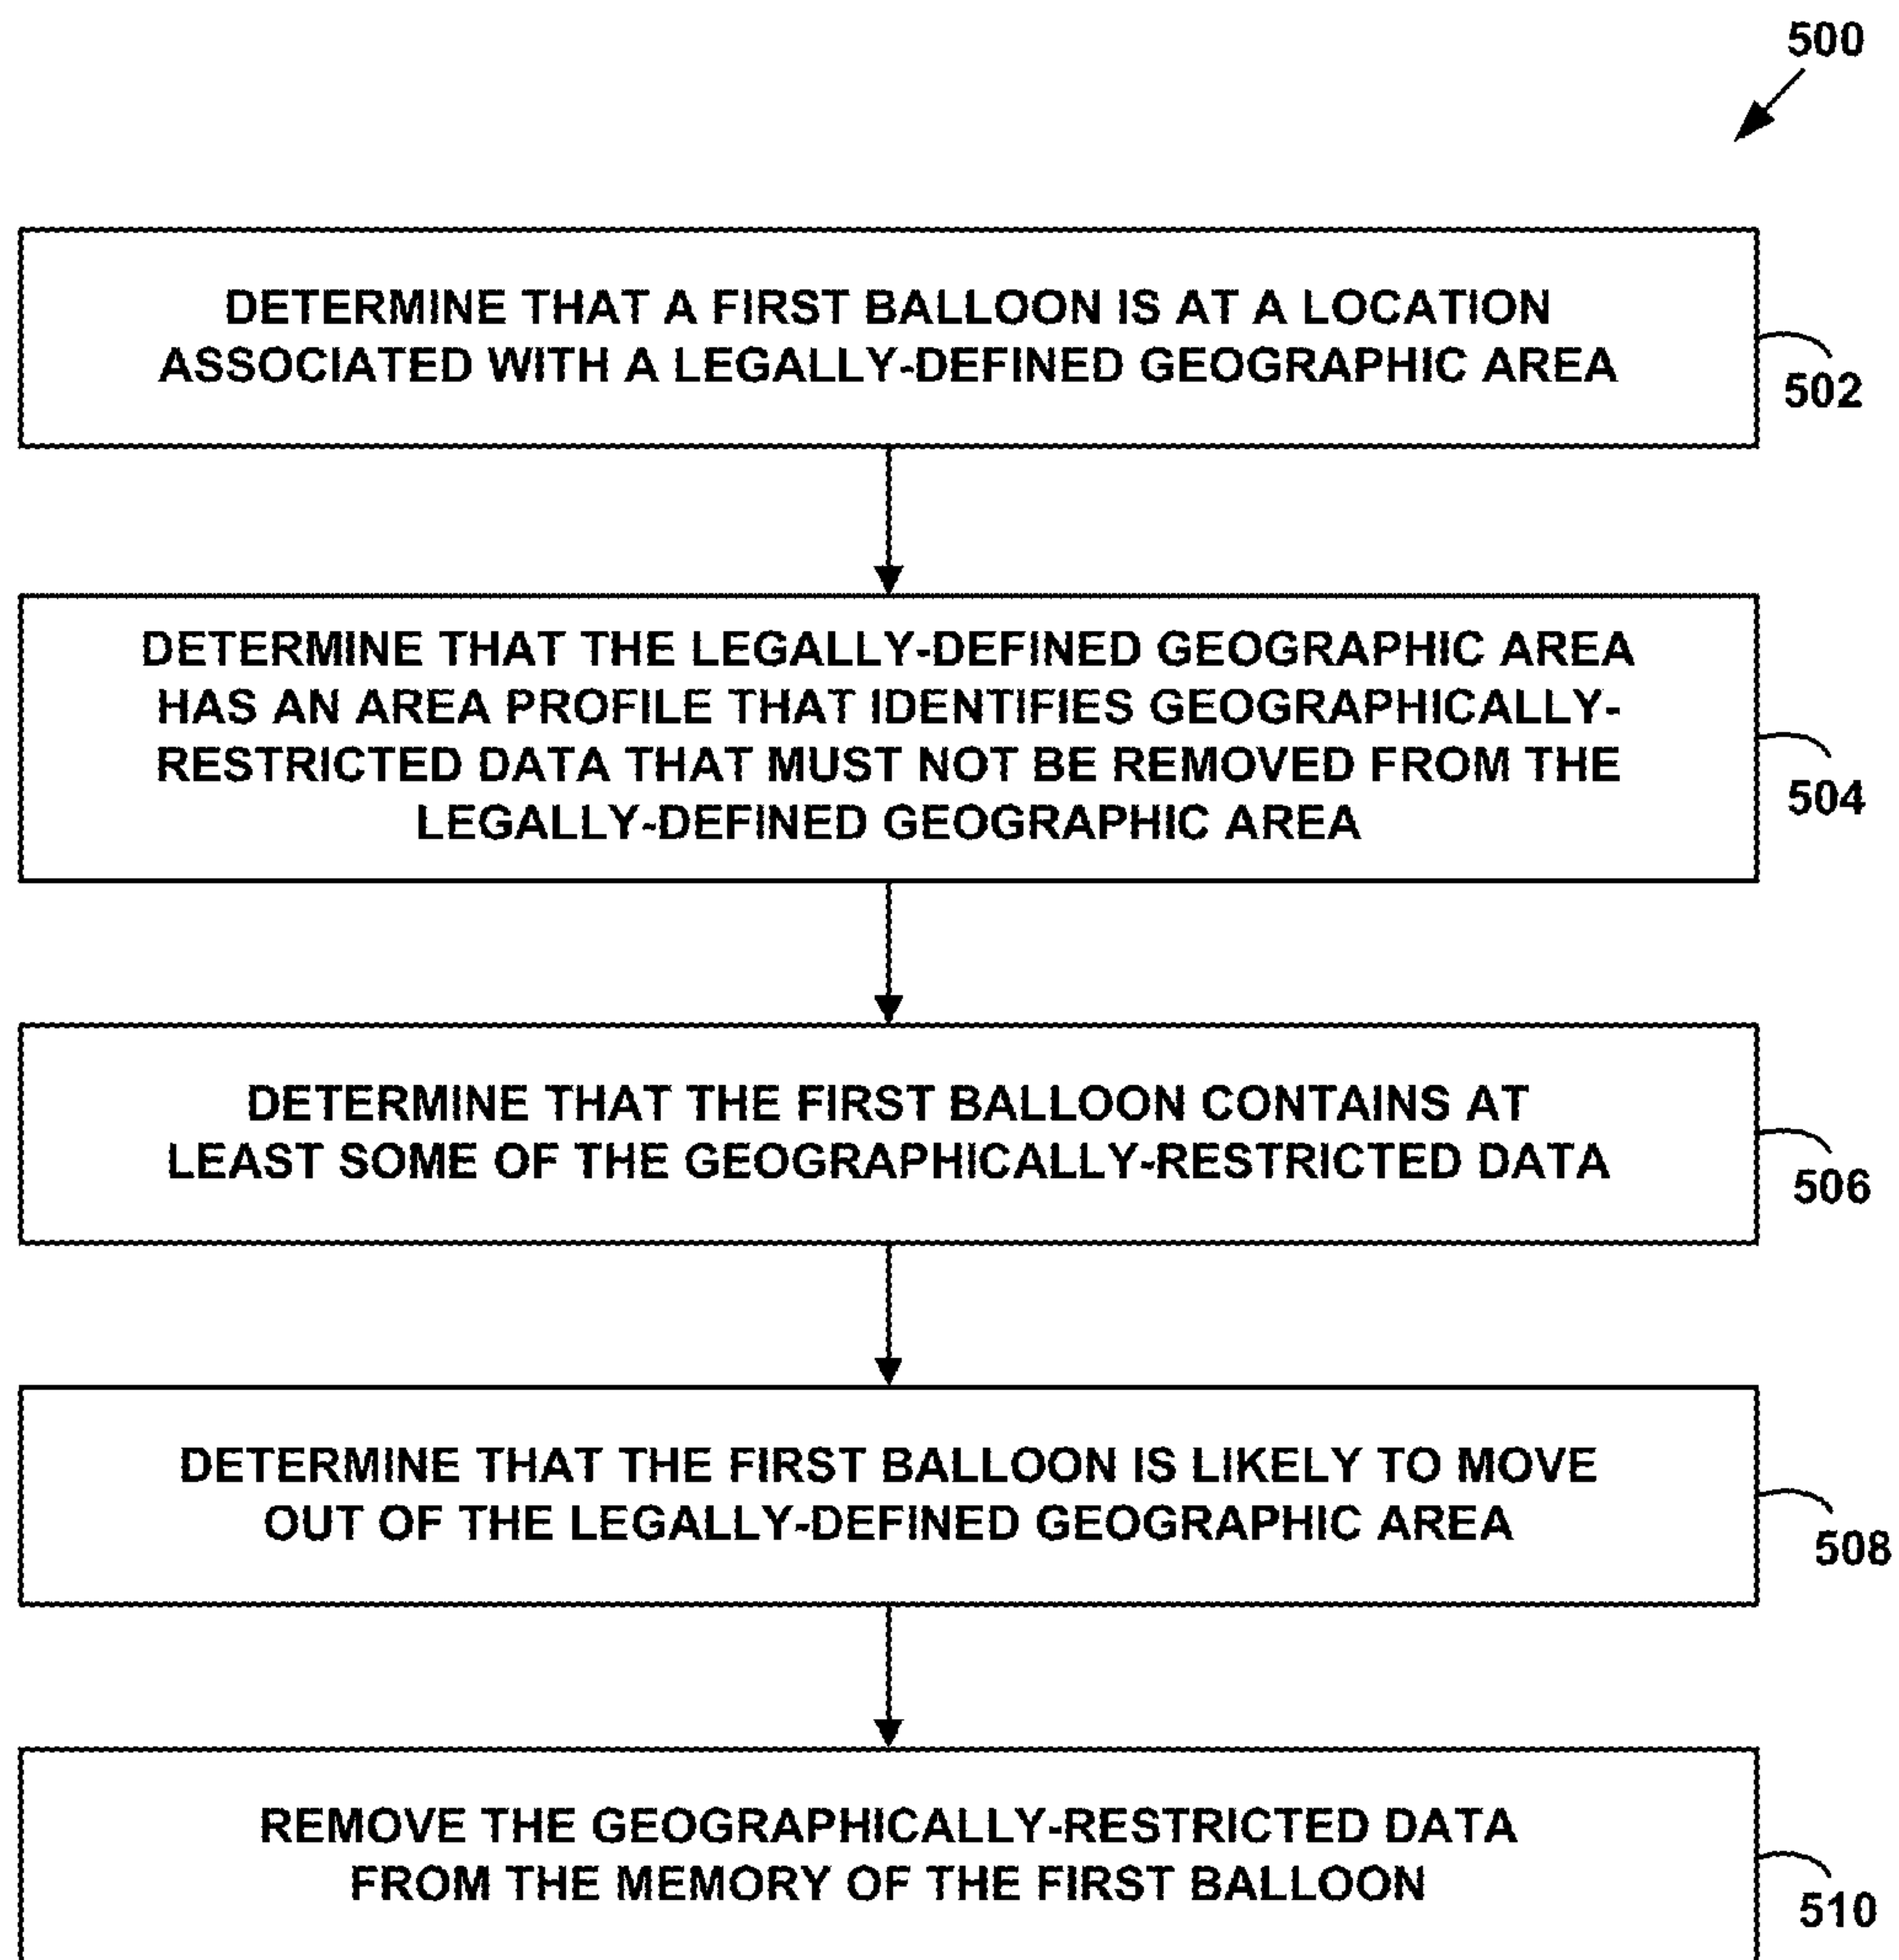 500
DETERMINE THAT A FIRST BALLOON IS AT A LOCATION
ASSOCIATED WITH A LEGALLY-DEFINED GEOGRAPHIC AREA
502
DETERMINE THAT THE LEGALLY-DEFINED GEOGRAPHIC AREA
HAS AN AREA PROFILE THAT IDENTIFIES GEOGRAPHICALLY-
RESTRICTED DATA THAT MUST NOT BE REMOVED FROM THE
LEGALLY-DEFINED GEOGRAPHIC AREA
504
DETERMINE THAT THE FIRST BALLOON CONTAINS AT
LEAST SOME OF THE GEOGRAPHICALLY-RESTRICTED DATA
506
DETERMINE THAT THE FIRST BALLOON IS LIKELY TO MOVE
OUT OF THE LEGALLY-DEFINED GEOGRAPHIC AREA
508
REMOVE THE GEOGRAPHICALLY-RESTRICTED DATA
FROM THE MEMORY OF THE FIRST BALLOON
510